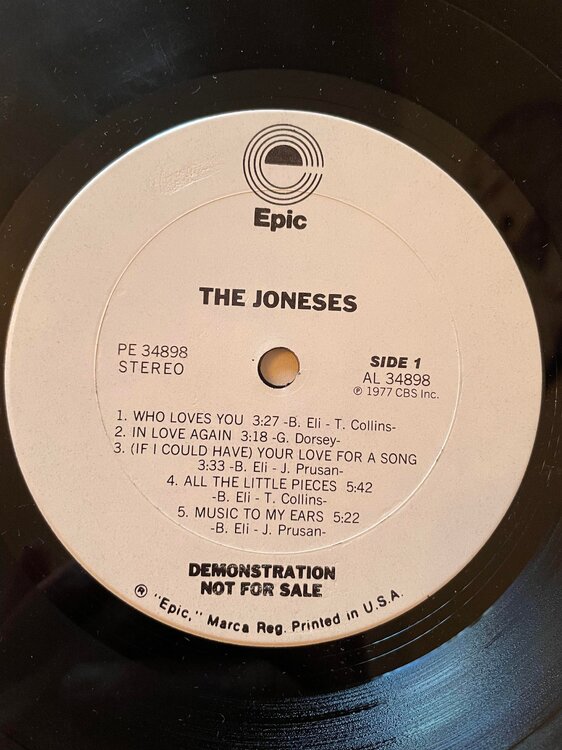 Epic
THE JONESES
PE 34898
STEREO
SIDE 1
AL 34898
℗ 1977 CBS Inc.
1. WHO LOVES YOU 3:27 -B. Eli - T. Collins-
2. IN LOVE AGAIN 3:18 -G. Dorsey-
3. (IF I COULD HAVE) YOUR LOVE FOR A SONG
3:33 -B. Eli - J. Prusan-
4. ALL THE LITTLE PIECES 5:42
-B. Eli - T. Collins-
5. MUSIC TO MY EARS 5:22
-B. Eli - J. Prusan-
DEMONSTRATION
NOT FOR SALE
® "Epic," Marca Reg. Printed in U.S.A.